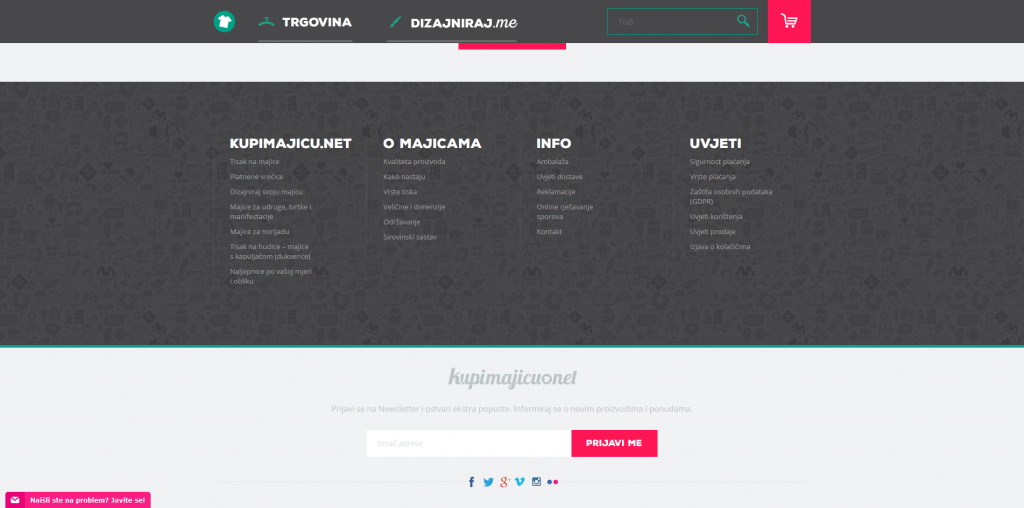 TRGOVINA
DIZAJNIRAJ.me
Traži
KUPIMAJICU.NET
Tisak na majice
Platnene vrečice
Dizajniraj svoju majicu
Majice za udruge, tvrtke i
manifestacije
Majice za norijadu
Tisak na hudice – majice
s kapuljačom (dukserice)
Naljepnice po vašoj mjeri
i obliku
O MAJICAMA
Kvaliteta proizvoda
Kako nastaju
Vrste tiska
Veličine i dimenzije
Održavanje
Sirovinski sastav
INFO
Ambalaža
Uvjeti dostave
Reklamacije
Online rješavanje
sporova
Kontakt
UVJETI
Sigurnost plaćanja
Vrste plaćanja
Zaštita osobnih podataka
(GDPR)
Uvjeti korištenja
Uvjeti prodaje
Izjava o kolačićima
kupimajicu.net
Prijavi se na Newsletter i ostvari ekstra popuste. Informiraj se o novim proizvodima i ponudama.
Email adresa
PRIJAVI ME
Naišli ste na problem? Javite se!